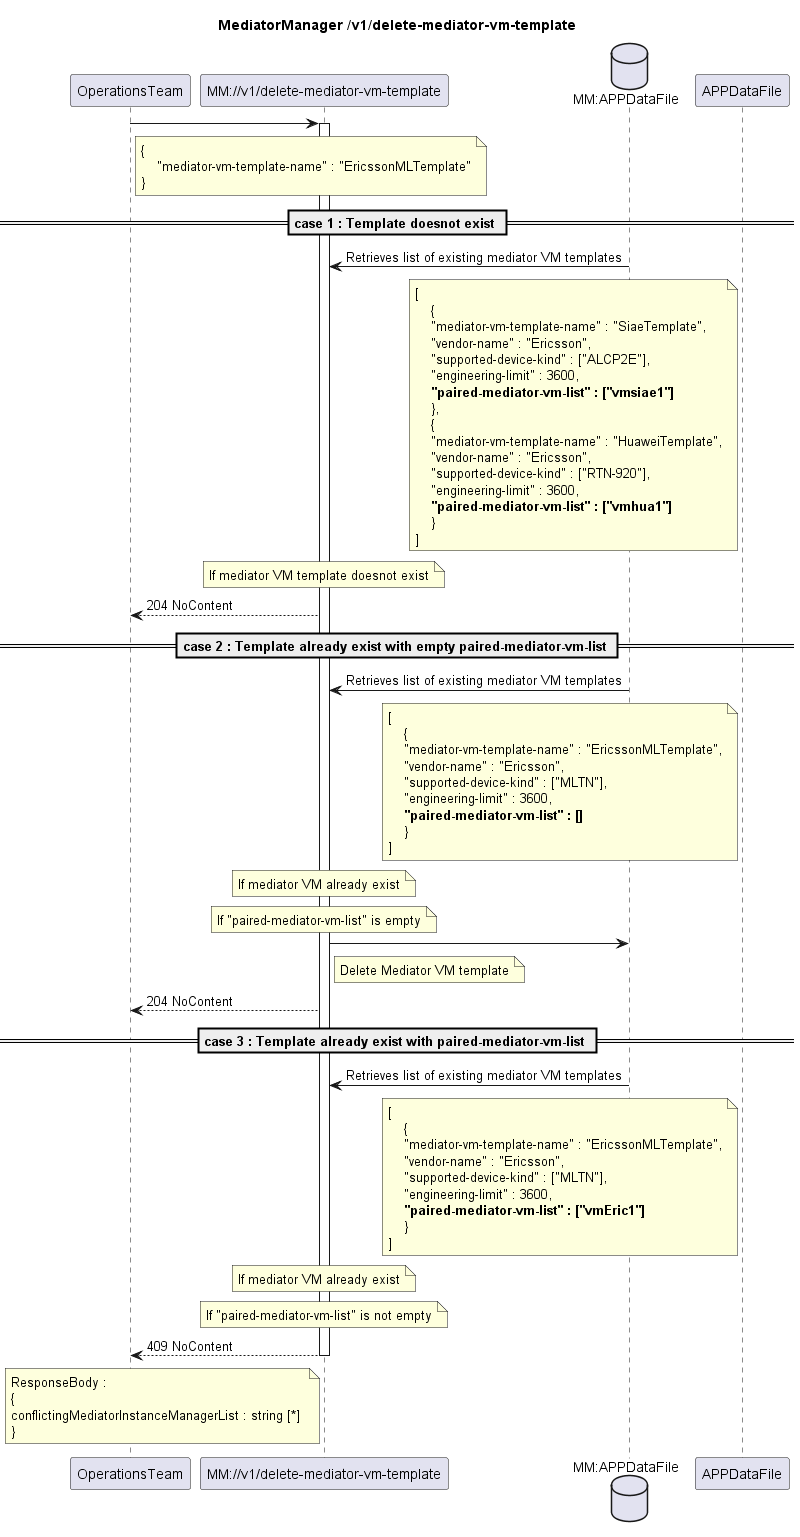 MediatorManager /v1/delete-mediator-vm-template
OperationsTeam
MM://v1/delete-mediator-vm-template
MM:APPDataFile
APPDataFile
{
"mediator-vm-template-name" : "EricssonMLTemplate"
}
case 1 : Template doesnot exist
Retrieves list of existing mediator VM templates
[
{
"mediator-vm-template-name" : "SiaeTemplate",
"vendor-name" : "Ericsson",
"supported-device-kind" : ["ALCP2E"],
"engineering-limit" : 3600,
"paired-mediator-vm-list" : ["vmsiae1"]
},
{
"mediator-vm-template-name" : "HuaweiTemplate",
"vendor-name" : "Ericsson",
"supported-device-kind" : ["RTN-920"],
"engineering-limit" : 3600,
"paired-mediator-vm-list" : ["vmhua1"]
}
]
If mediator VM template doesnot exist
204 NoContent
case 2 : Template already exist with empty paired-mediator-vm-list
Retrieves list of existing mediator VM templates
[
{
"mediator-vm-template-name" : "EricssonMLTemplate",
"vendor-name" : "Ericsson",
"supported-device-kind" : ["MLTN"],
"engineering-limit" : 3600,
"paired-mediator-vm-list" : []
}
]
If mediator VM already exist
If "paired-mediator-vm-list" is empty
Delete Mediator VM template
204 NoContent
case 3 : Template already exist with paired-mediator-vm-list
Retrieves list of existing mediator VM templates
[
{
"mediator-vm-template-name" : "EricssonMLTemplate",
"vendor-name" : "Ericsson",
"supported-device-kind" : ["MLTN"],
"engineering-limit" : 3600,
"paired-mediator-vm-list" : ["vmEric1"]
}
]
If mediator VM already exist
If "paired-mediator-vm-list" is not empty
409 NoContent
ResponseBody :
{
conflictingMediatorInstanceManagerList : string [*]
}
OperationsTeam
MM://v1/delete-mediator-vm-template
MM:APPDataFile
APPDataFile